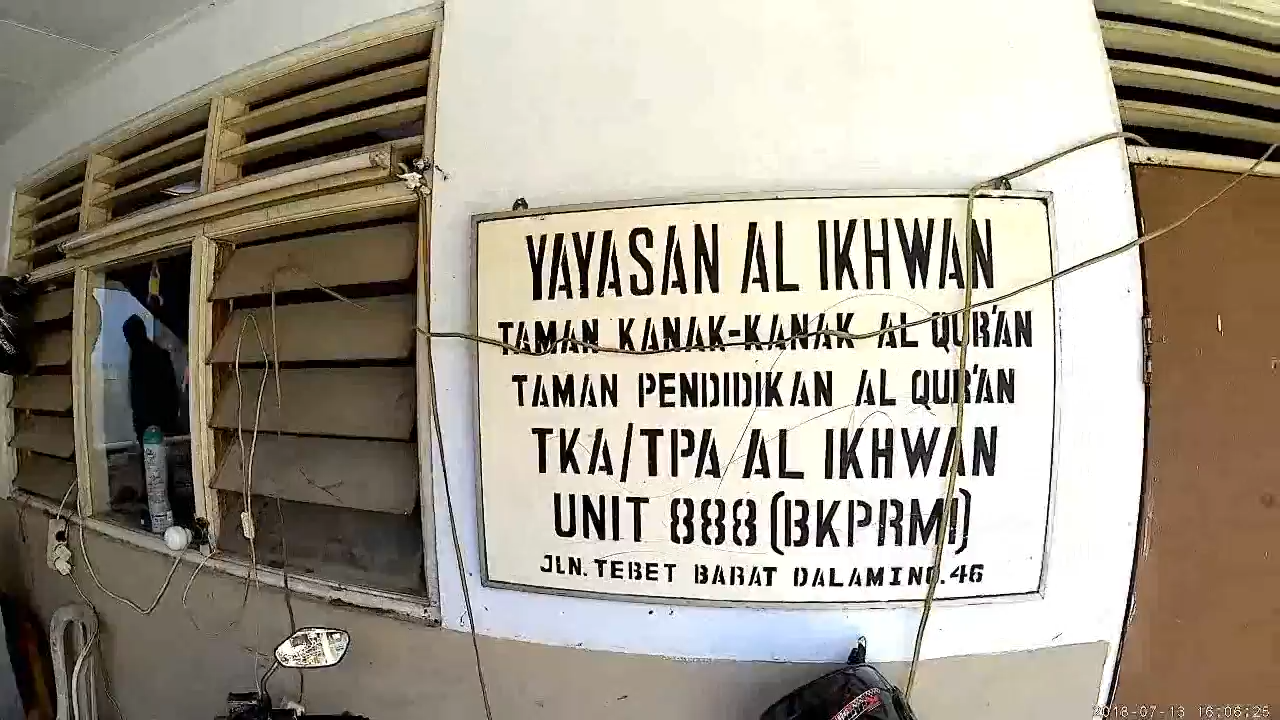 YAYASAN AL IKHWAN
TAMAN KANAK-KANAK AL QUR'AN
TAMAN PENDIDIKAN AL QUR'AN
TKA/TPA AL IKHWAN
UNIT 888 (BKPRMI)
JLN. TEBET BARAT DALAM I NO. 46
2018-07-13 16:06:25